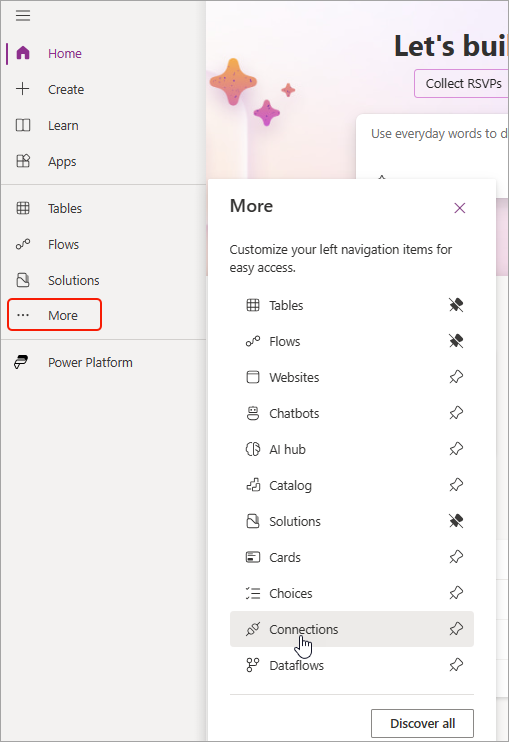 Home
Create
Learn
Apps
Tables
Flows
Solutions
More
Power Platform
Let's
Collect RSVPs
Use everyday words to
More
Customize your left navigation items for
easy access.
Tables
Flows
Websites
Chatbots
AI hub
Catalog
Solutions
Cards
Choices
Connections
Dataflows
Discover all